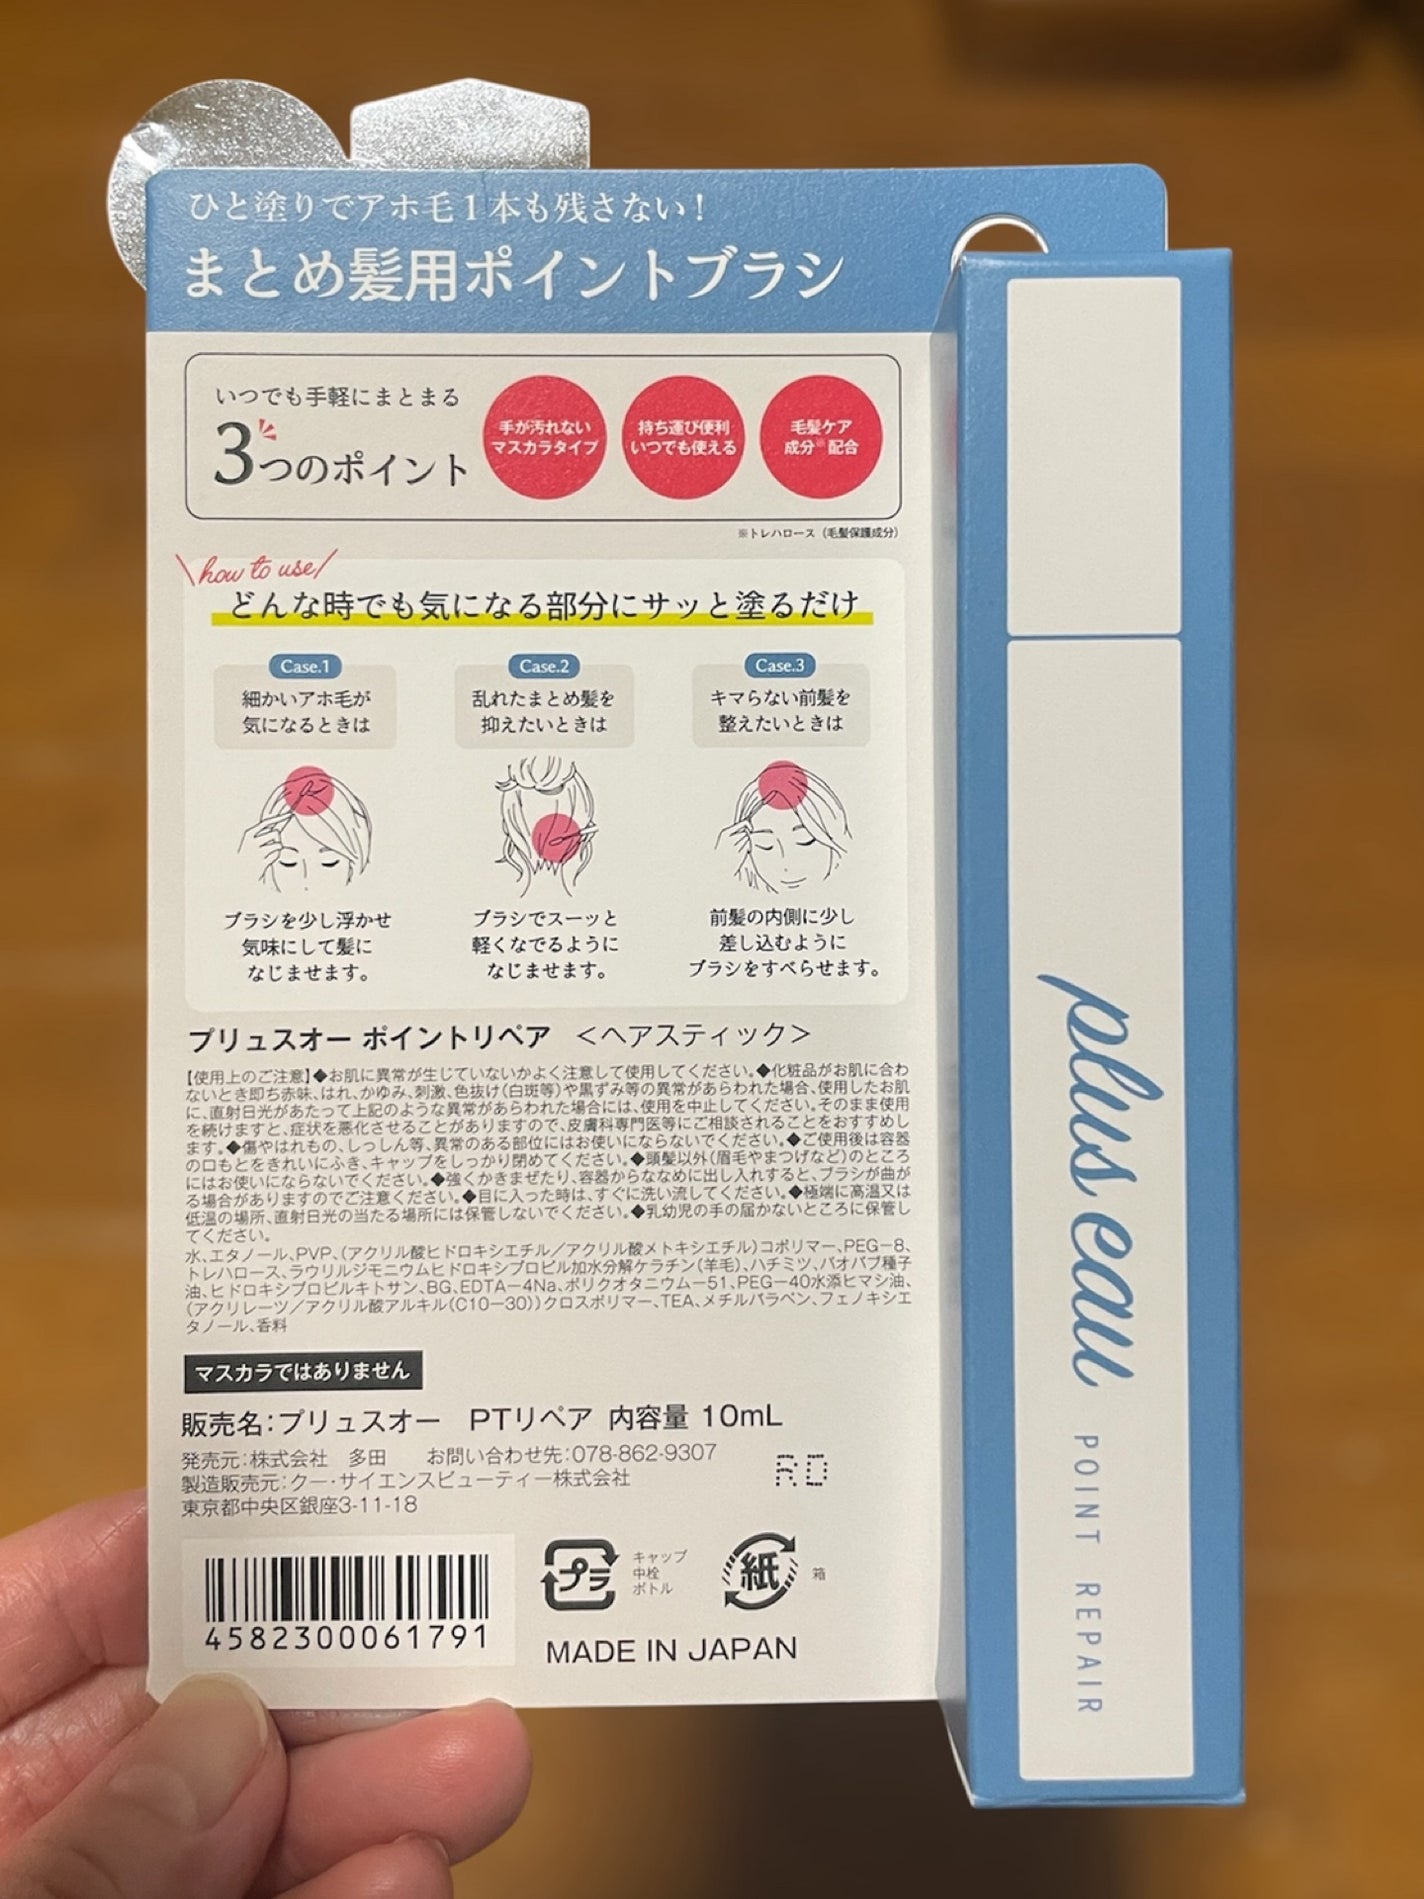 ひと塗りでアホ毛1本も残さない!
まとめ髪用ポイントブラシ
いつでも手軽にまとまる
3つのポイント
手が汚れない
マスカラタイプ
持ち運び便利
いつでも使える
毛髪ケア
成分※配合
※トレハロース（毛髪保護成分）
how to use
どんな時でも気になる部分にサッと塗るだけ
Case.1
細かいアホ毛が
気になるときは
ブラシを少し浮かせ
気味にして髪に
なじませます。
Case.2
乱れたまとめ髪を
抑えたいときは
ブラシでスーッと
軽くなでるように
なじませます。
Case.3
キマらない前髪を
整えたいときは
前髪の内側に少し
差し込むように
ブラシをすべらせます。
プリュスオー ポイントリペア ＜ヘアスティック＞
【使用上のご注意】◆お肌に異常が生じていないかよく注意して使用してください。◆化粧品がお肌に合わ
ないとき即ち赤味、はれ、かゆみ、刺激、色抜け(白斑等)や黒ずみ等の異常があらわれた場合、使用したお肌
に、直射日光があたって上記のような異常があらわれた場合には、使用を中止してください。そのまま使用
を続けますと、症状を悪化させることがありますので、皮膚科専門医等にご相談されることをおすすめし
ます。◆傷やはれもの、しっしん等、異常のある部位にはお使いにならないでください。◆ご使用後は容器
の口もとをきれいにふき、キャップをしっかり閉めてください。◆頭髪以外(眉毛やまつげなど)のところ
にはお使いにならないでください。◆強くかきまぜたり、容器からななめに出し入れすると、ブラシが曲が
る場合がありますのでご注意ください。◆目に入った時は、すぐに洗い流してください。◆極端に高温又は
低温の場所、直射日光の当たる場所には保管しないでください。◆乳幼児の手の届かないところに保管し
てください。
水、エタノール、PVP、(アクリル酸ヒドロキシエチル／アクリル酸メトキシエチル)コポリマー、PEG－8、
トレハロース、ラウリルジモニウムヒドロキシプロピル加水分解ケラチン(羊毛)、ハチミツ、バオバブ種子
油、ヒドロキシプロピルキトサン、BG、EDTA－4Na、ポリクオタニウム－51、PEG－40水添ヒマシ油、
(アクリレーツ／アクリル酸アルキル(C10－30))クロスポリマー、TEA、メチルパラベン、フェノキシエ
タノール、香料
マスカラではありません
販売名：プリュスオー PTリペア 内容量 10mL
発売元：株式会社 多田 お問い合わせ先：078-862-9307
製造販売元：クー・サイエンスビューティー株式会社
東京都中央区銀座3-11-18
RO
4582300061791
プラ
キャップ
中栓
ボトル
紙
箱
MADE IN JAPAN
plus eau
POINT REPAIR